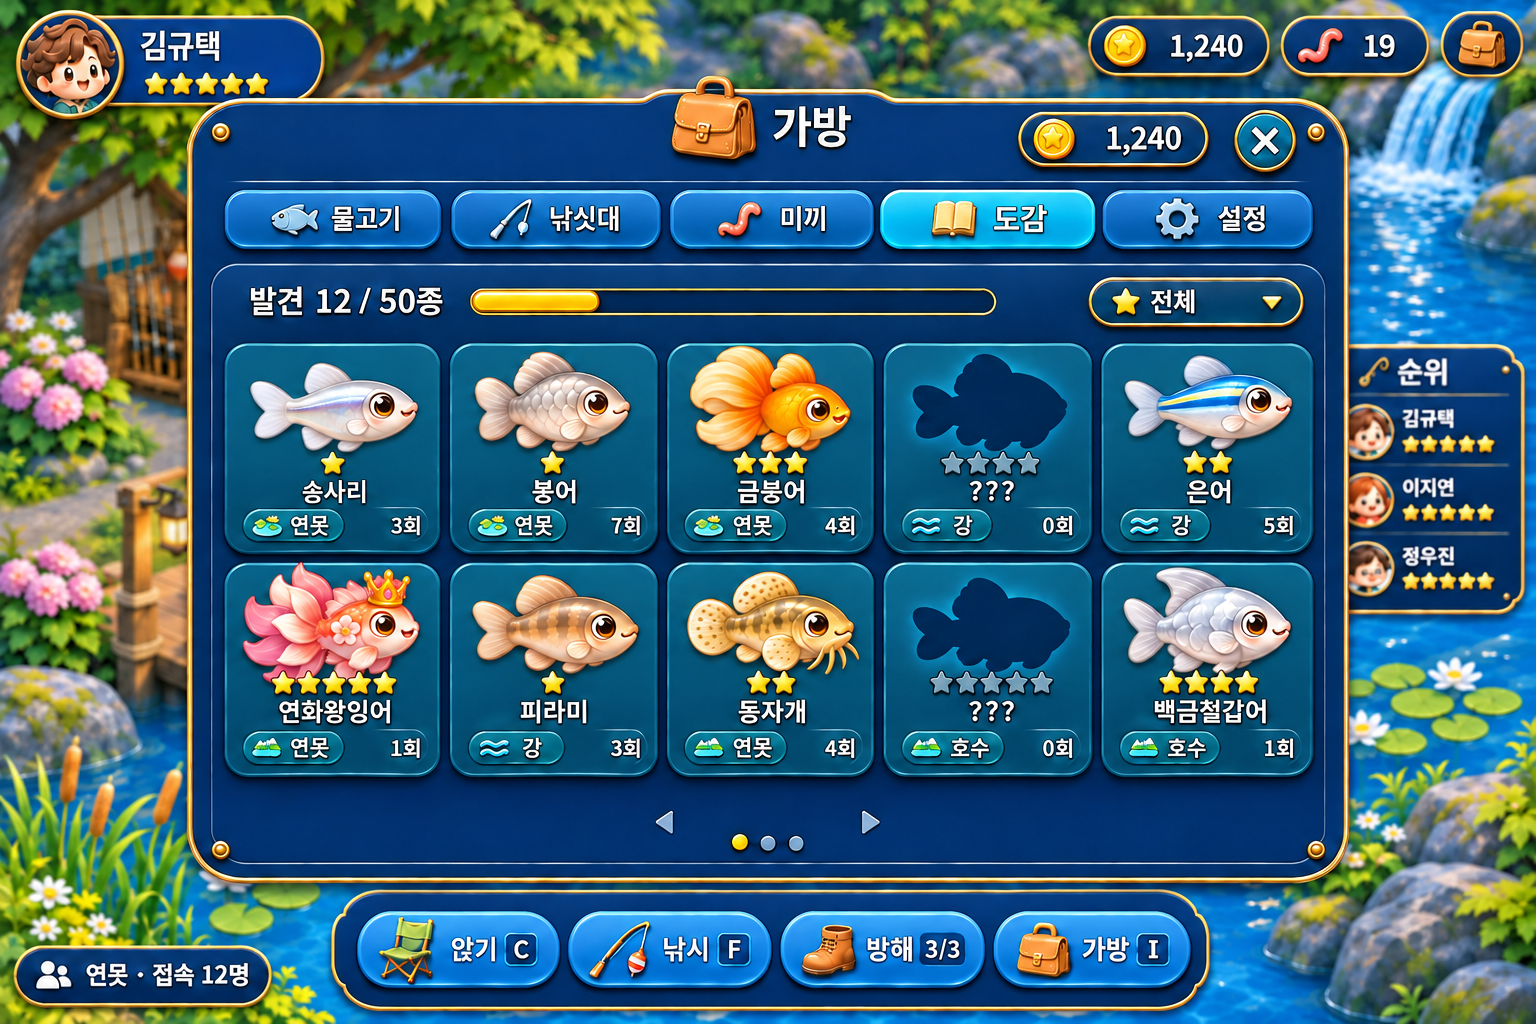 김규택
1,240
19
가방
1,240
물고기
낚싯대
미끼
도감
설정
발견 12 / 50종
전체
송사리
연못 3회
붕어
연못 7회
금붕어
연못 4회
???
강 0회
은어
강 5회
연화왕잉어
연못 1회
피라미
강 3회
동자개
연못 4회
???
호수 0회
백금철갑어
호수 1회
순위
김규택
이지연
정우진
앉기 C
낚시 F
방해 3/3
가방 I
연못 · 접속 12명